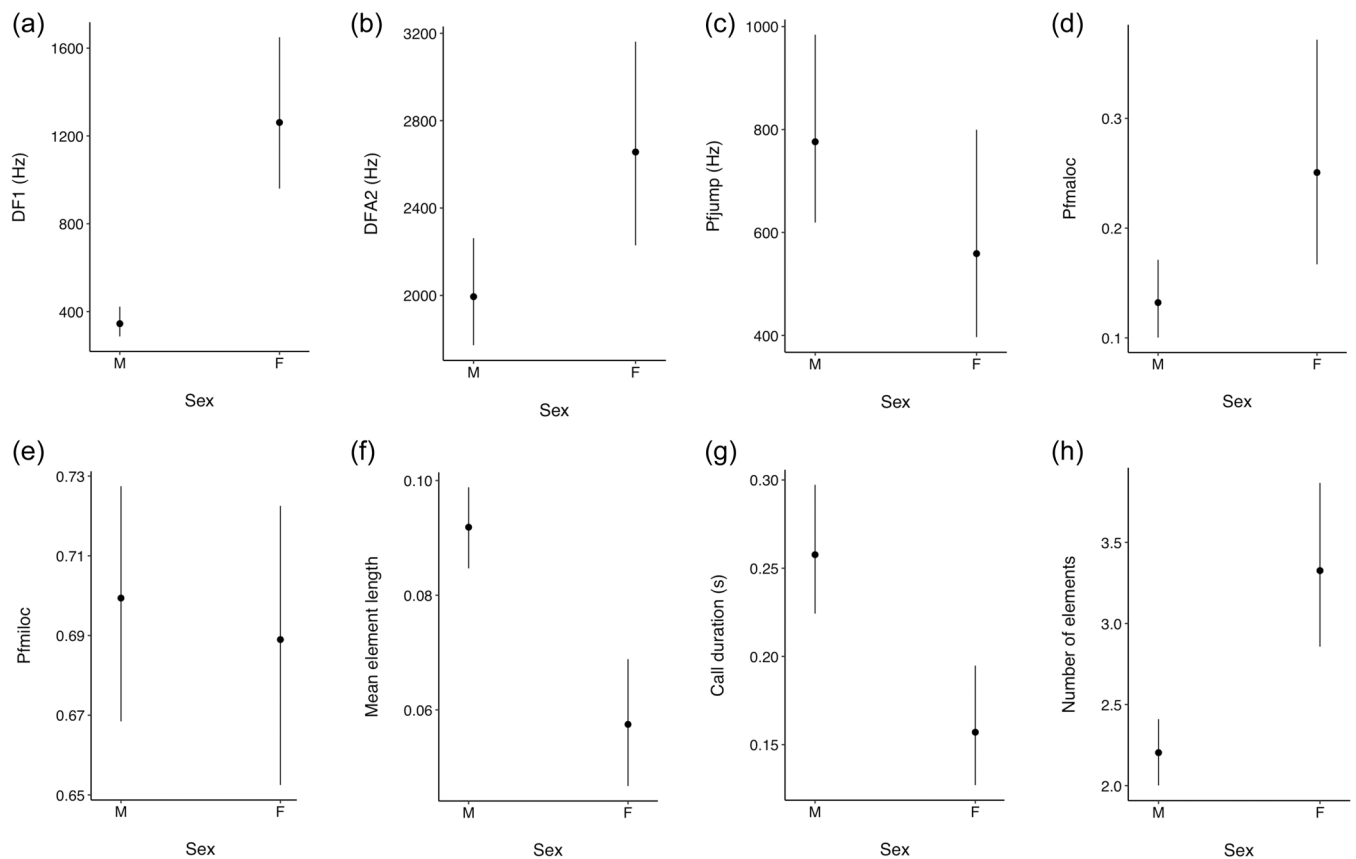 (a)
DF1 (Hz)
1600
1200
800
400
M
F
Sex
(b)
DFA2 (Hz)
3200
2800
2400
2000
M
F
Sex
(c)
Pfjump (Hz)
1000
800
600
400
M
F
Sex
(d)
Pfmaloc
0.3
0.2
0.1
M
F
Sex
(e)
Pfmiloc
0.73
0.71
0.69
0.67
0.65
M
F
Sex
(f)
Mean element length
0.10
0.08
0.06
M
F
Sex
(g)
Call duration (s)
0.30
0.25
0.20
0.15
M
F
Sex
(h)
Number of elements
3.5
3.0
2.5
2.0
M
F
Sex